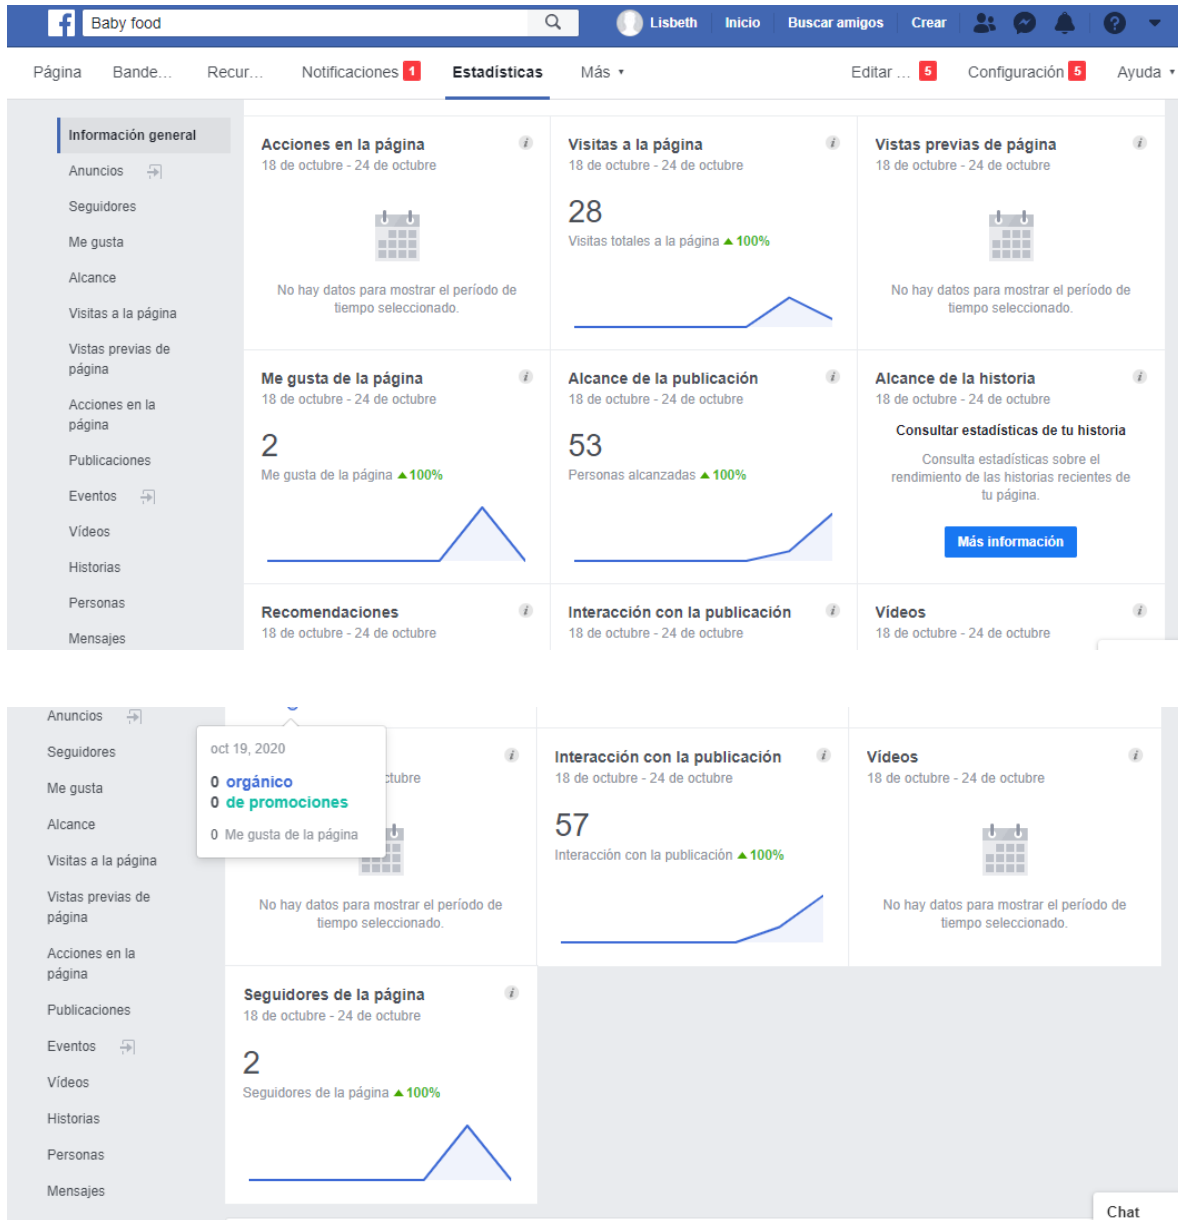 Baby food
Lisbeth Inicio Buscar amigos Crear
Página Bande... Recur... Notificaciones 1 Estadísticas Más Editar ... 5 Configuración 5 Ayuda
Información general
Anuncios
Seguidores
Me gusta
Alcance
Visitas a la página
Vistas previas de
página
Acciones en la
página
Publicaciones
Eventos
Vídeos
Historias
Personas
Mensajes
Acciones en la página
18 de octubre - 24 de octubre
No hay datos para mostrar el período de
tiempo seleccionado.
Visitas a la página
18 de octubre - 24 de octubre
28
Visitas totales a la página ▲ 100%
Vistas previas de página
18 de octubre - 24 de octubre
No hay datos para mostrar el período de
tiempo seleccionado.
Me gusta de la página
18 de octubre - 24 de octubre
2
Me gusta de la página ▲ 100%
Alcance de la publicación
18 de octubre - 24 de octubre
53
Personas alcanzadas ▲ 100%
Alcance de la historia
18 de octubre - 24 de octubre
Consultar estadísticas de tu historia
Consulta estadísticas sobre el
rendimiento de las historias recientes de
tu página.
Más información
Recomendaciones
18 de octubre - 24 de octubre
Interacción con la publicación
18 de octubre - 24 de octubre
Vídeos
18 de octubre - 24 de octubre
Anuncios
Seguidores
Me gusta
Alcance
Visitas a la página
Vistas previas de
página
Acciones en la
página
Publicaciones
Eventos
Vídeos
Historias
Personas
Mensajes
oct 19, 2020
0 orgánico
0 de promociones
0 Me gusta de la página
ctubre
No hay datos para mostrar el período de
tiempo seleccionado.
Interacción con la publicación
18 de octubre - 24 de octubre
57
Interacción con la publicación ▲ 100%
Vídeos
18 de octubre - 24 de octubre
No hay datos para mostrar el período de
tiempo seleccionado.
Seguidores de la página
18 de octubre - 24 de octubre
2
Seguidores de la página ▲ 100%
Chat